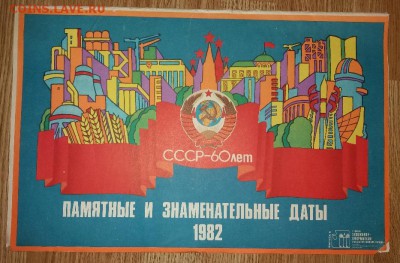 COINS.LAVE.RU
СССР-60лет
ПАМЯТНЫЕ И ЗНАМЕНАТЕЛЬНЫЕ ДАТЫ
1982